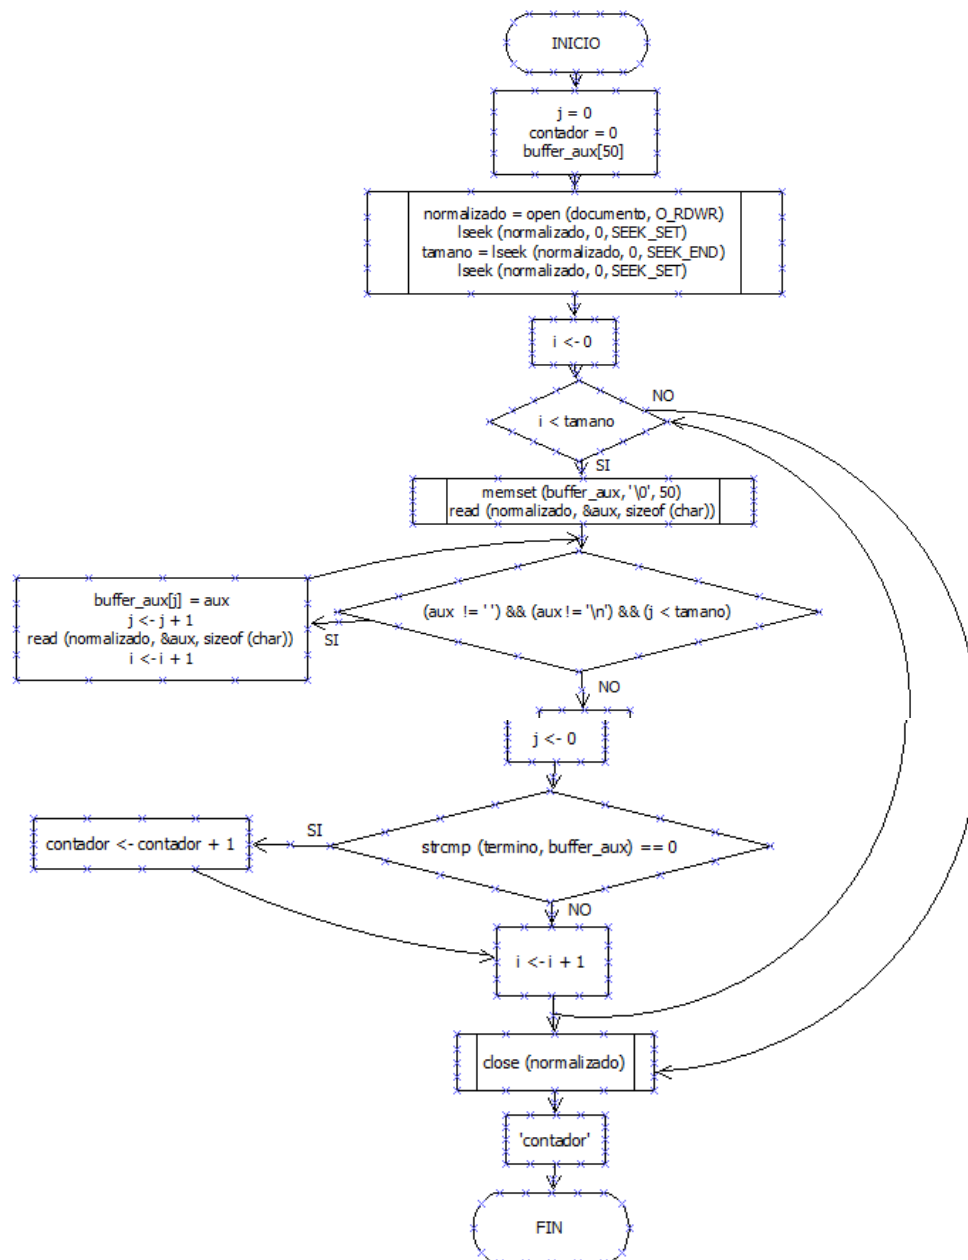 INICIO
j = 0
contador = 0
buffer_aux[50]
normalizado = open (documento, O_RDWR)
lseek (normalizado, 0, SEEK_SET)
tamano = lseek (normalizado, 0, SEEK_END)
lseek (normalizado, 0, SEEK_SET)
i <- 0
NO
i < tamano
SI
memset (buffer_aux, '\0', 50)
read (normalizado, &aux, sizeof (char))
buffer_aux[j] = aux
j <- j + 1
read (normalizado, &aux, sizeof (char))
i <- i + 1
(aux != ' ') && (aux != '\n') && (j < tamano)
SI
NO
j <- 0
contador <- contador + 1
SI
strcmp (termino, buffer_aux) == 0
NO
i <- i + 1
close (normalizado)
'contador'
FIN